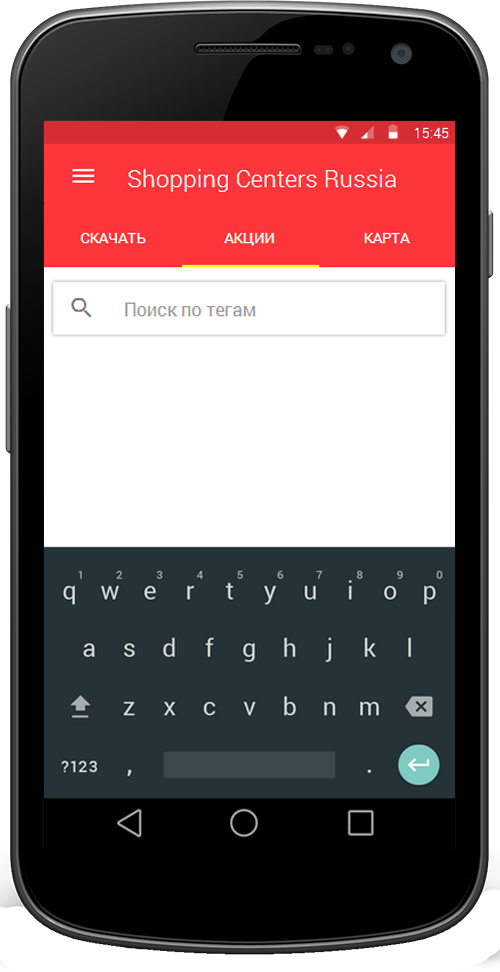 15:45
Shopping Centers Russia
СКАЧАТЬ АКЦИИ КАРТА
Поиск по тегам
1 2 3 4 5 6 7 8 9 0
q w e r t y u i o p
a s d f g h j k l
z x c v b n m
?123 , .